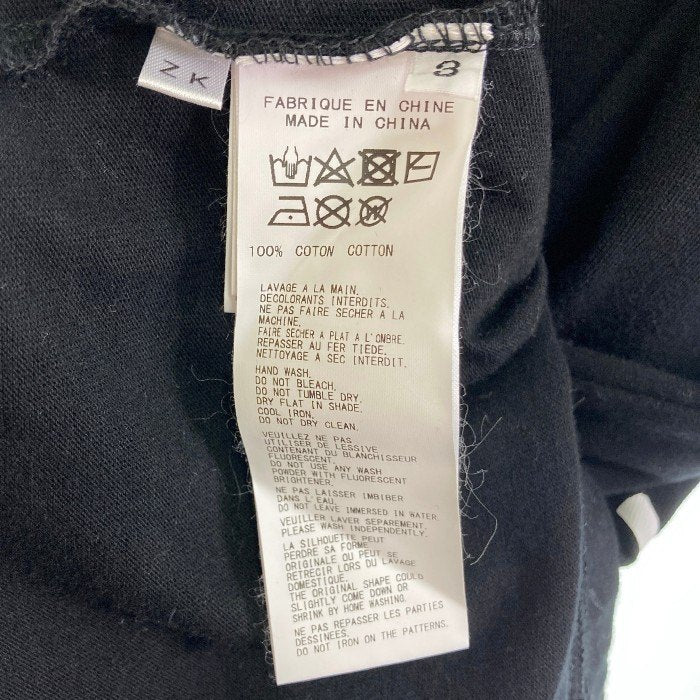 ZK
3
FABRIQUE EN CHINE
MADE IN CHINA
100% COTON COTTON
LAVAGE A LA MAIN.
DECOLORANTS INTERDITS.
NE PAS FAIRE SECHER A LA
MACHINE.
FAIRE SECHER A PLAT A L'OMBRE.
REPASSER AU FER TIEDE.
NETTOYAGE A SEC INTERDIT.
HAND WASH.
DO NOT BLEACH.
DO NOT TUMBLE DRY.
DRY FLAT IN SHADE.
COOL IRON.
DO NOT DRY CLEAN.
VEUILLEZ NE PAS
UTILISER DE LESSIVE
CONTENANT DU BLANCHISSEUR
FLUORESCENT.
DO NOT USE ANY WASH
POWDER WITH FLUORESCENT
BRIGHTENER.
NE PAS LAISSER IMBIBER
DANS L'EAU.
DO NOT LEAVE IMMERSED IN WATER.
VEUILLER LAVER SEPAREMENT.
PLEASE WASH INDEPENDENTLY.
LA SILHOUETTE PEUT
PERDRE SA FORME
ORIGINALE OU PEUT SE
RETRECIR LORS DU LAVAGE
DOMESTIQUE.
THE ORIGINAL SHAPE COULD
SLIGHTLY COME DOWN OR
SHRINK BY HOME WASHING.
NE PAS REPASSER LES PARTIES
DESSINEES.
DO NOT IRON ON THE PATTERNS.